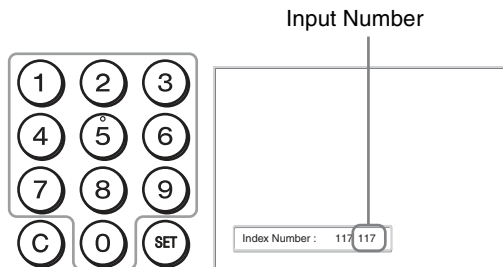 Input Number
1 2 3
4 5 6
7 8 9
C 0 SET
Index Number : 117 117